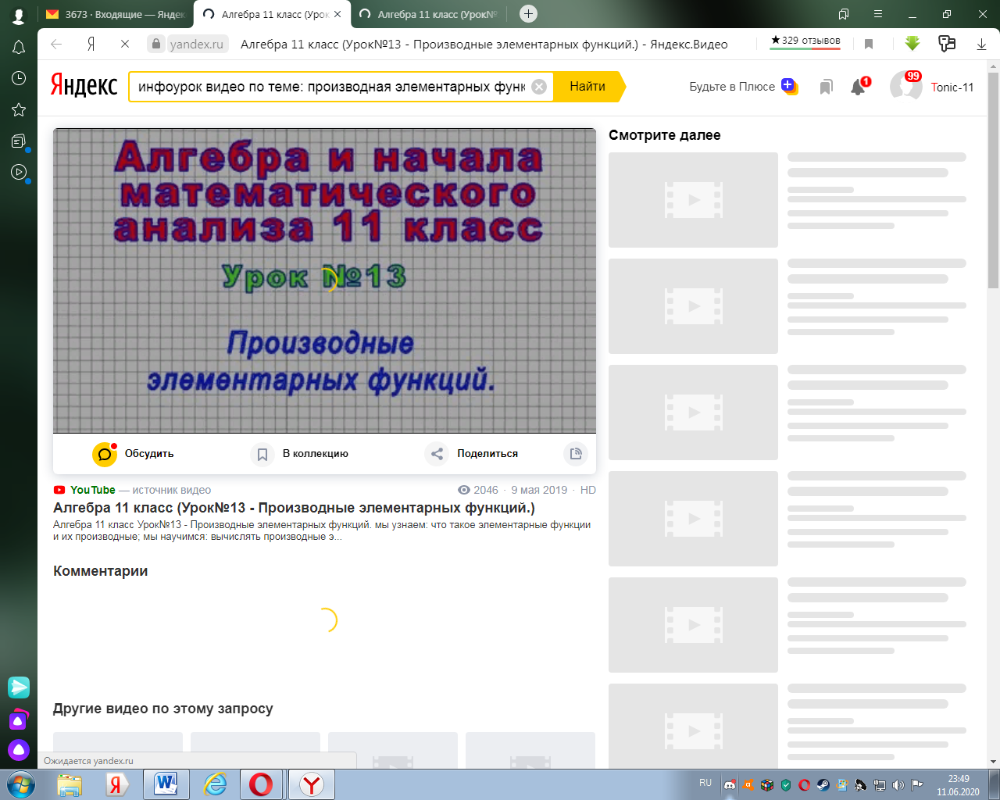 3673 · Входящие — Яндекс
Алгебра 11 класс (Урок
Алгебра 11 класс (Урок№
Я
yandex.ru
Алгебра 11 класс (Урок№13 - Производные элементарных функций.) - Яндекс.Видео
★329 отзывов
Яндекс
инфоурок видео по теме: производная элементарных функ
Найти
Будьте в Плюсе
1
99
Tonic-11
Алгебра и начала
математического
анализа 11 класс
Урок №13
Производные
элементарных функций.
Смотрите далее
Обсудить
В коллекцию
Поделиться
YouTube — источник видео
2046 · 9 мая 2019 · HD
Алгебра 11 класс (Урок№13 - Производные элементарных функций.)
Алгебра 11 класс Урок№13 - Производные элементарных функций. мы узнаем: что такое элементарные функции
и их производные; мы научимся: вычислять производные э...
Комментарии
Другие видео по этому запросу
Ожидается yandex.ru
RU
23:49
11.06.2020